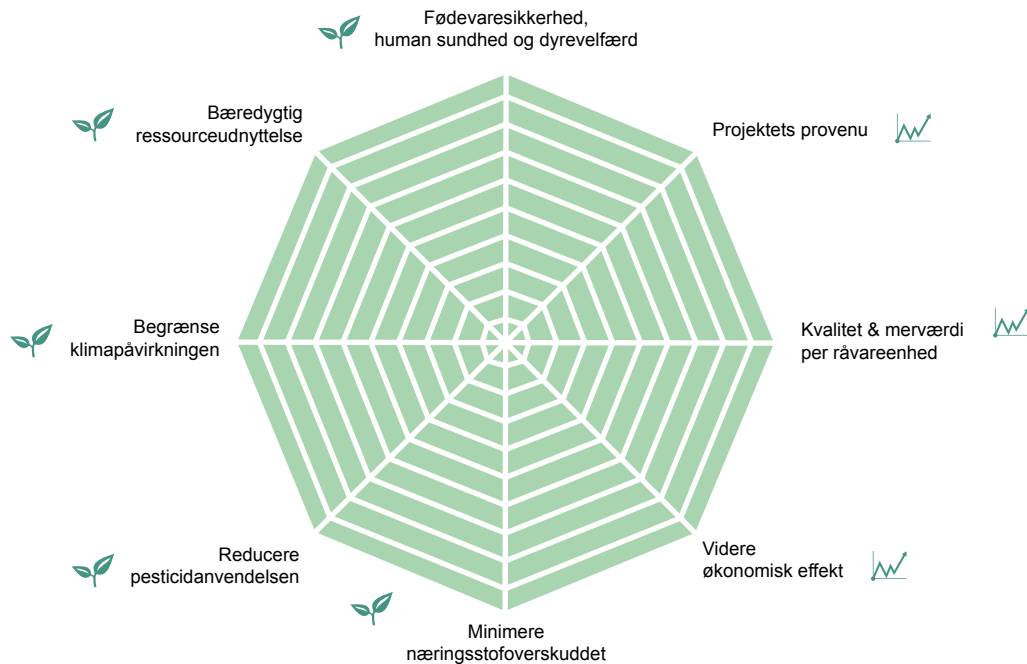 Fødevaresikkerhed,
human sundhed og dyrevelfærd
Bæredygtig
ressourceudnyttelse
Projektets provenu
Begrænse
klimapåvirkningen
Kvalitet & merværdi
per råvareenhed
Reducere
pesticidanvendelsen
Videre
økonomisk effekt
Minimere
næringsstofoverskuddet